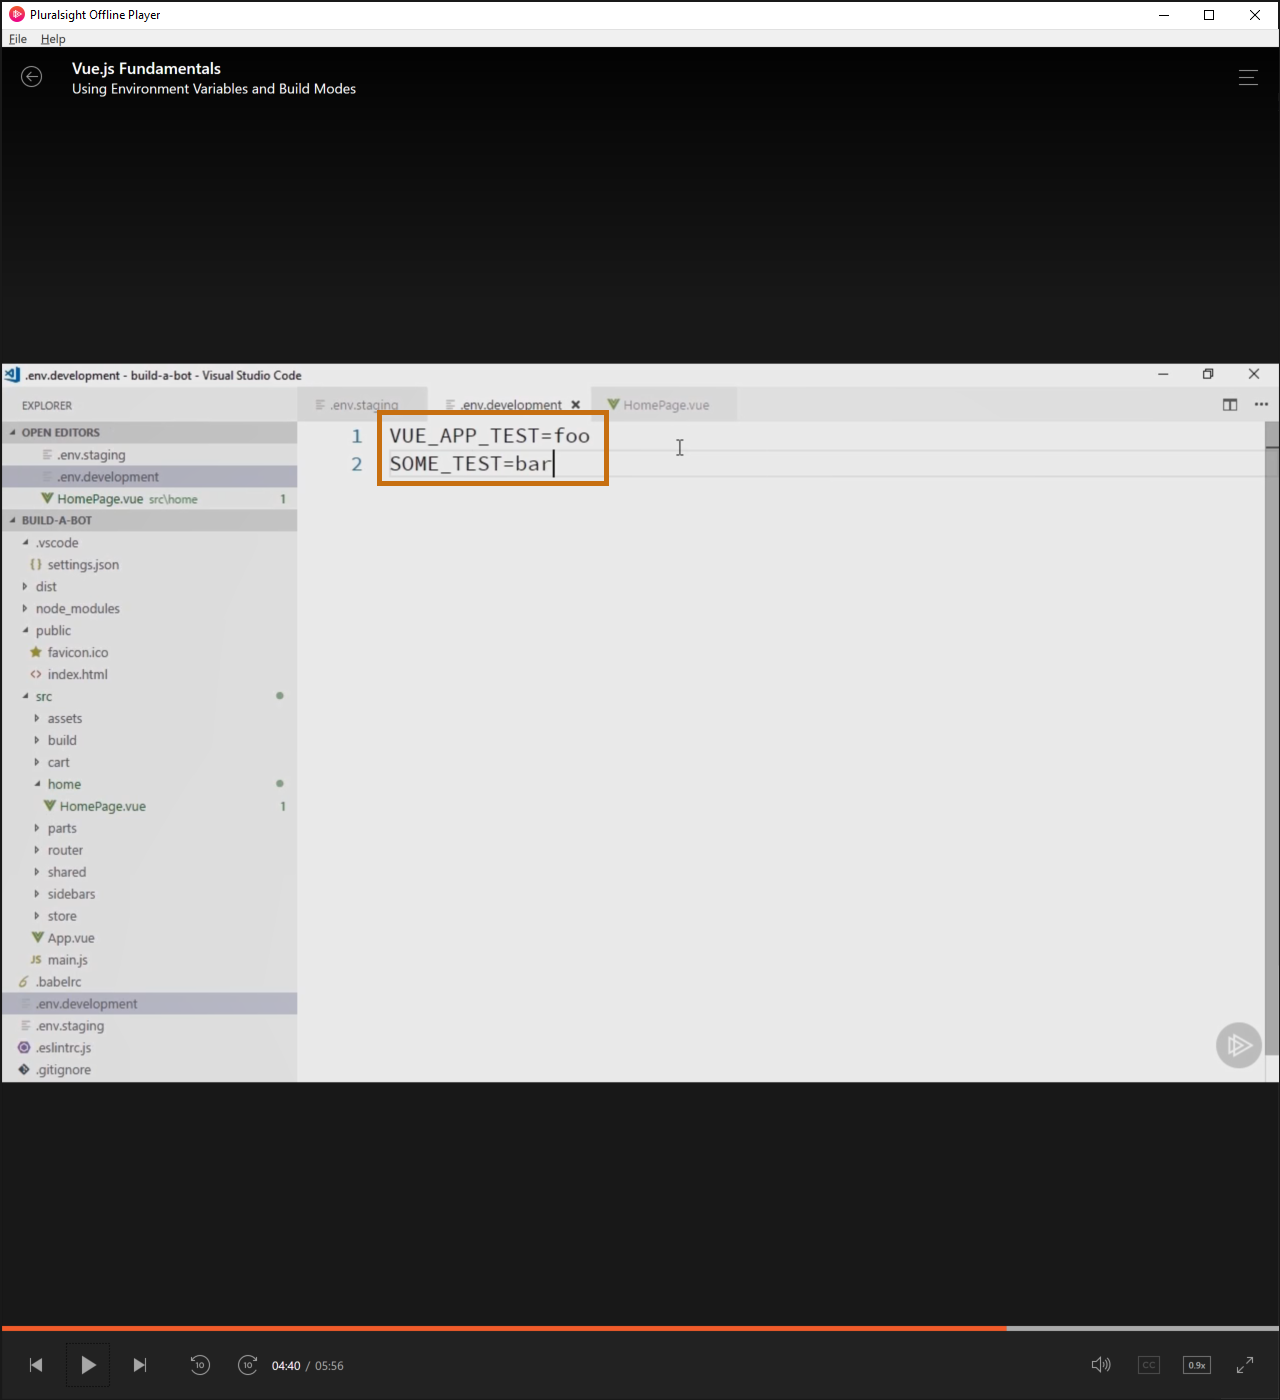 Pluralsight Offline Player
File Help
Vue.js Fundamentals
Using Environment Variables and Build Modes
.env.development - build-a-bot - Visual Studio Code
EXPLORER
.env.staging
.env.development
HomePage.vue
OPEN EDITORS
.env.staging
.env.development
HomePage.vue src\home 1
BUILD-A-BOT
.vscode
{} settings.json
dist
node_modules
public
favicon.ico
<> index.html
src
assets
build
cart
home
HomePage.vue 1
parts
router
shared
sidebars
store
App.vue
JS main.js
.babelrc
.env.development
.env.staging
.eslintrc.js
.gitignore
1 VUE_APP_TEST=foo
2 SOME_TEST=bar
10
10
04:40 / 05:56
CC
0.9x